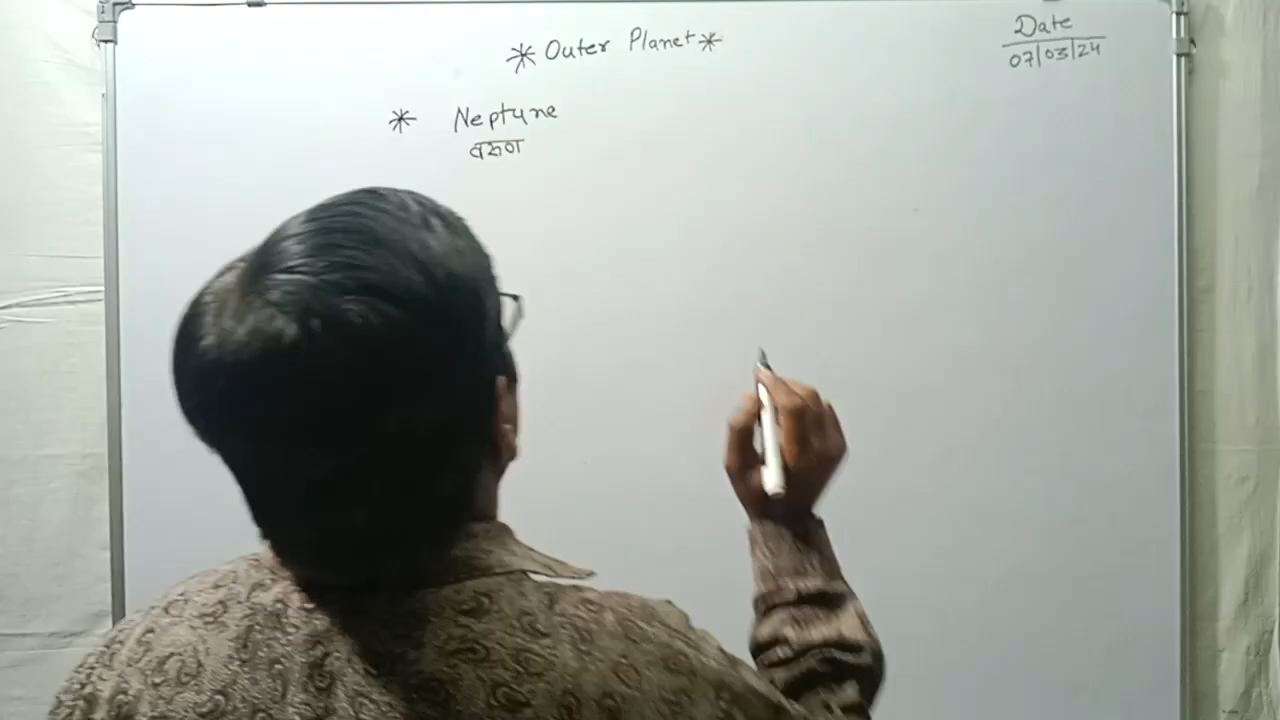 * Outer Planet *
Date
07/03/24
* Neptune
वरुण